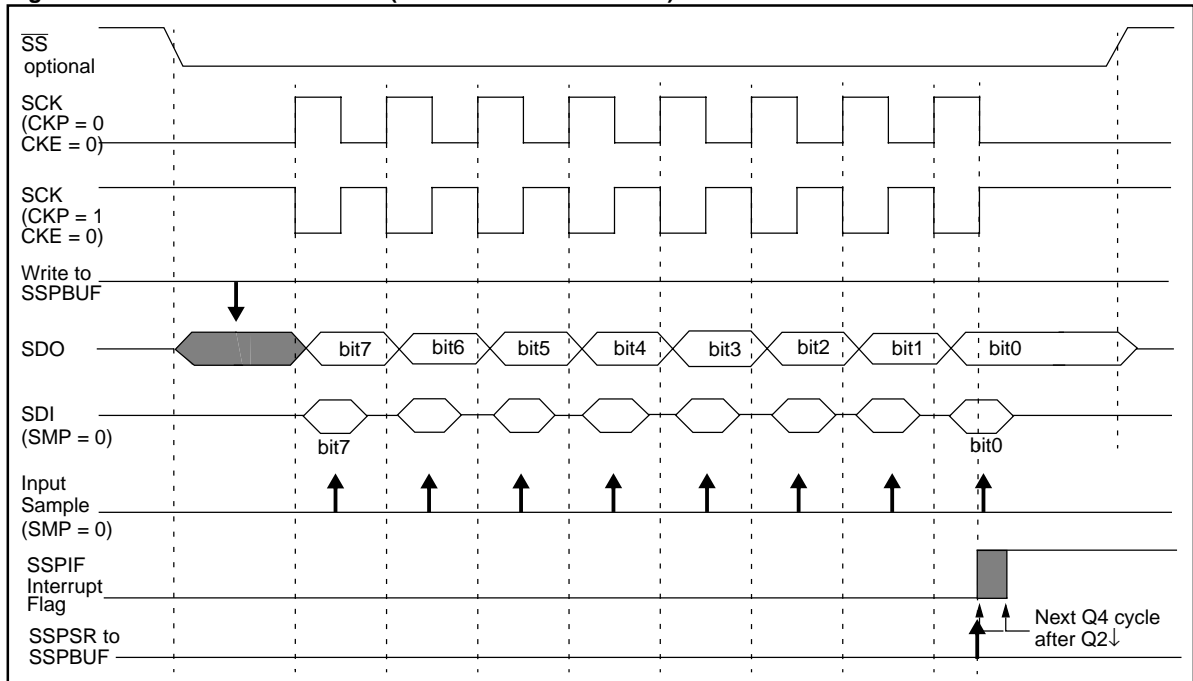 SS
optional
SCK
(CKP = 0
CKE = 0)
SCK
(CKP = 1
CKE = 0)
Write to
SSPBUF
SDO
bit7 bit6 bit5 bit4 bit3 bit2 bit1 bit0
SDI
(SMP = 0)
bit7 bit0
Input
Sample
(SMP = 0)
SSPIF
Interrupt
Flag
SSPSR to
SSPBUF
Next Q4 cycle
after Q2↓